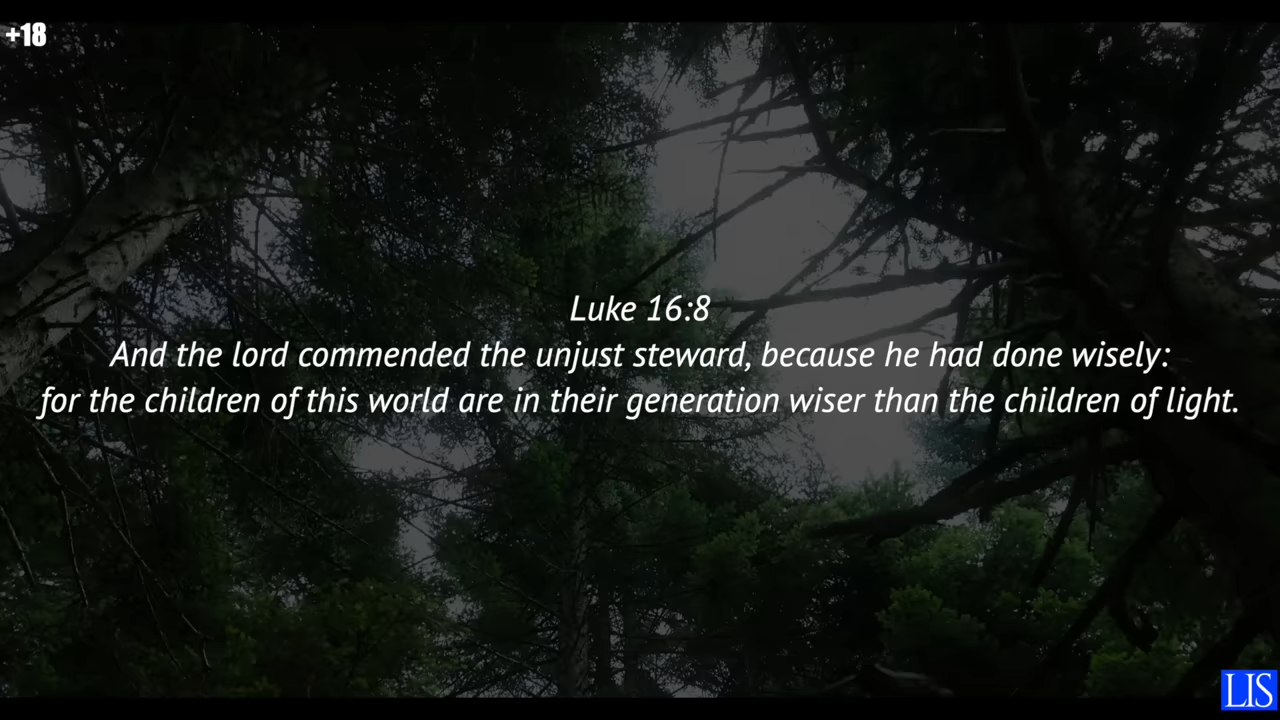 +18
Luke 16:8
And the lord commended the unjust steward, because he had done wisely:
for the children of this world are in their generation wiser than the children of light.
LIS